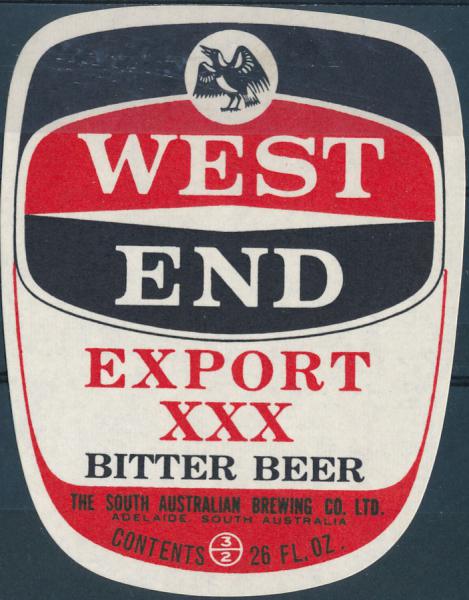 WEST
END
EXPORT
XXX
BITTER BEER
THE SOUTH AUSTRALIAN BREWING CO. LTD.
ADELAIDE. SOUTH AUSTRALIA
CONTENTS 3/2 26 FL. OZ.